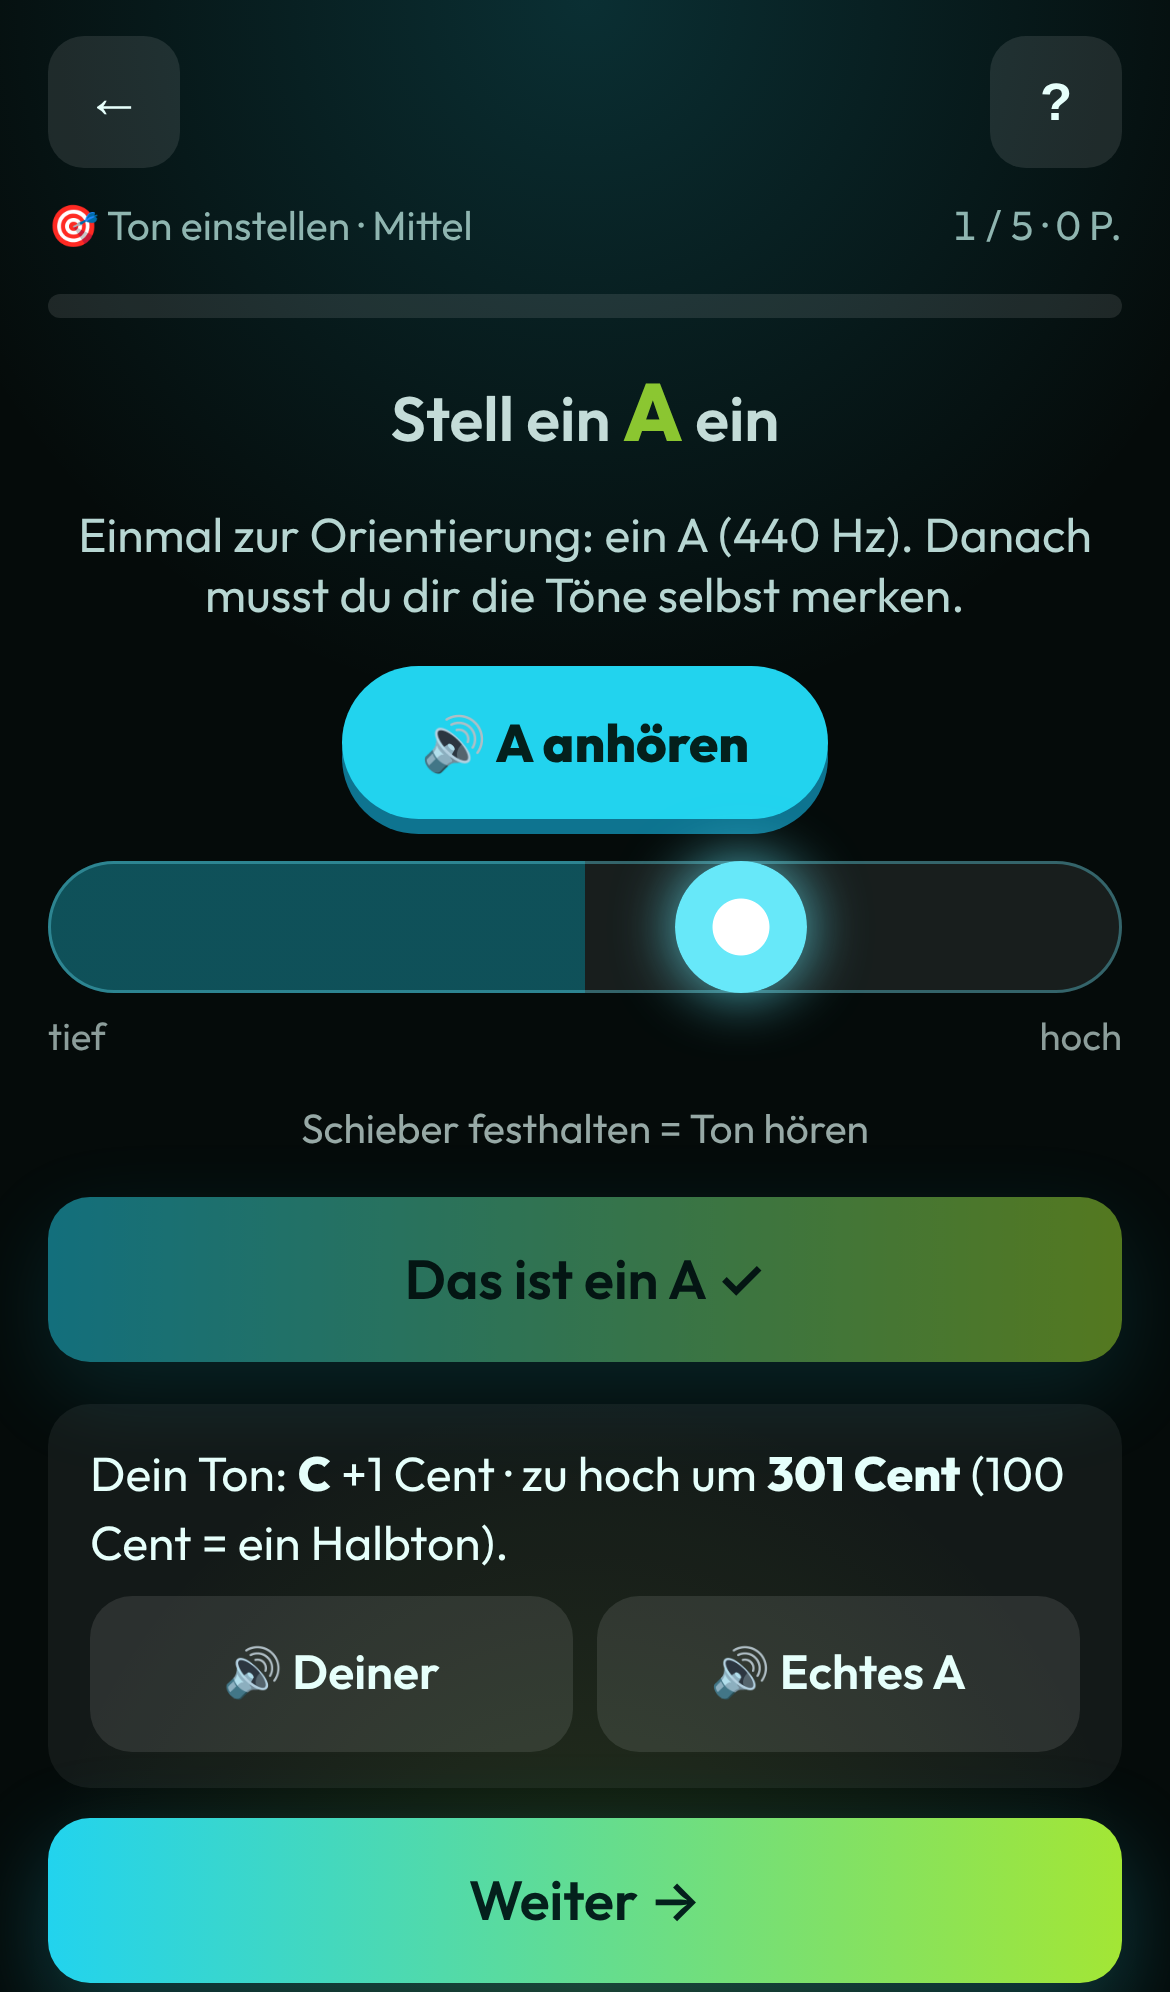 ←
?
🎯 Ton einstellen · Mittel
1 / 5 · 0 P.
Stell ein A ein
Einmal zur Orientierung: ein A (440 Hz). Danach
musst du dir die Töne selbst merken.
🔊 A anhören
tief
hoch
Schieber festhalten = Ton hören
Das ist ein A ✓
Dein Ton: C +1 Cent · zu hoch um 301 Cent (100
Cent = ein Halbton).
🔊 Deiner
🔊 Echtes A
Weiter →